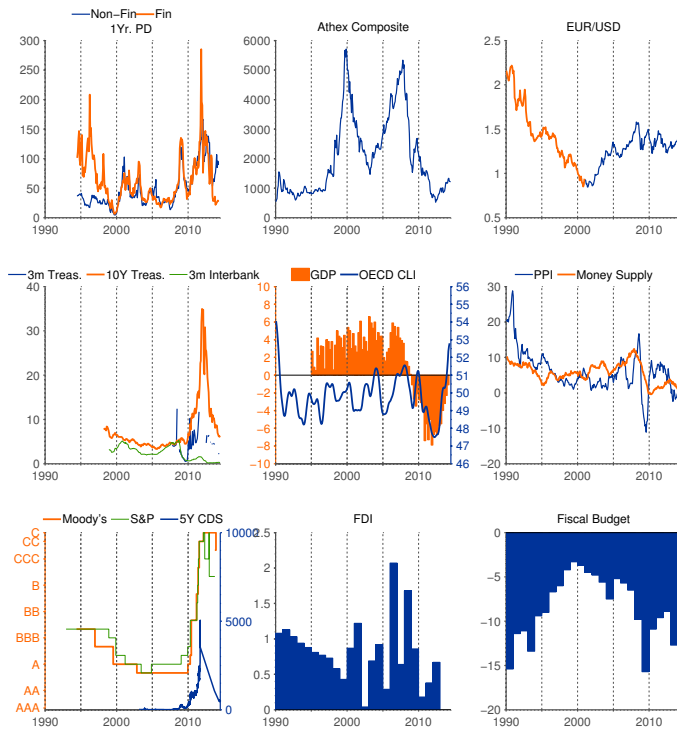 Non−Fin Fin
1Yr. PD
300
250
200
150
100
50
0
1990 2000 2010
Athex Composite
6000
5000
4000
3000
2000
1000
0
1990 2000 2010
EUR/USD
2.5
2
1.5
1
0.5
1990 2000 2010
3m Treas. 10Y Treas. 3m Interbank
40
30
20
10
0
1990 2000 2010
GDP OECD CLI
10 56
8 55
6 54
4 53
2 52
0 51
−2 50
−4 49
−6 48
−8 47
−10 46
1990 2000 2010
PPI Money Supply
30
20
10
0
−10
−20
1990 2000 2010
Moody's S&P 5Y CDS
C 10000
CC
CCC
B
BB 5000
BBB
A
AA
AAA 0
1990 2000 2010
FDI
2.5
2
1.5
1
0.5
0
1990 2000 2010
Fiscal Budget
0
−5
−10
−15
−20
1990 2000 2010